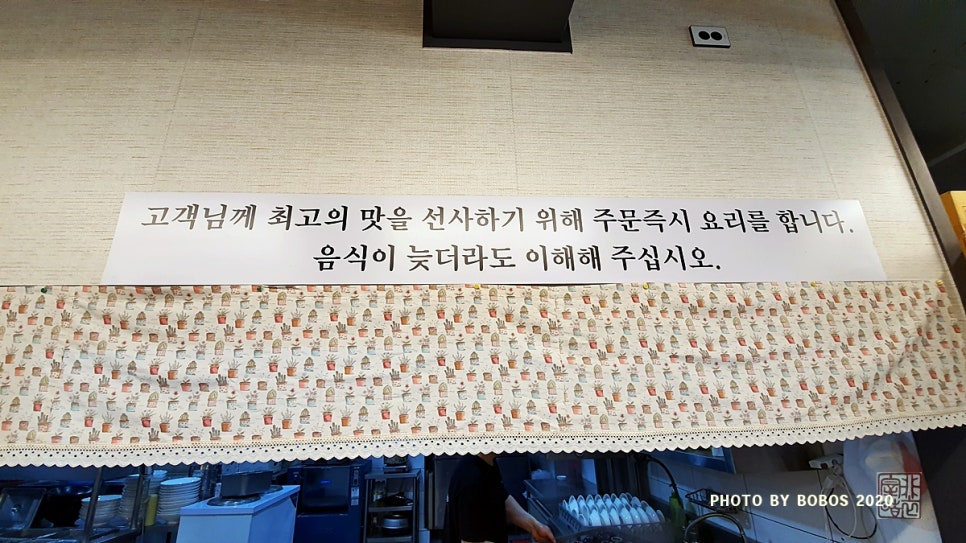 고객님께 최고의 맛을 선사하기 위해 주문즉시 요리를 합니다.
음식이 늦더라도 이해해 주십시오.
PHOTO BY BOBOS 2020